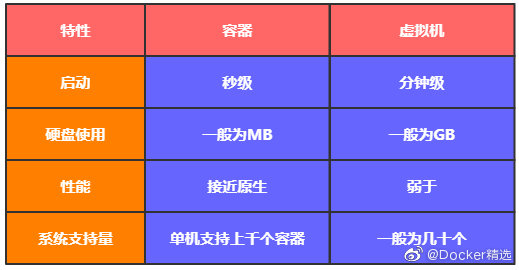 特性 容器 虚拟机
启动 秒级 分钟级
硬盘使用 一般为MB 一般为GB
性能 接近原生 弱于
系统支持量 单机支持上千个容器 一般为几十个
@Docker精选